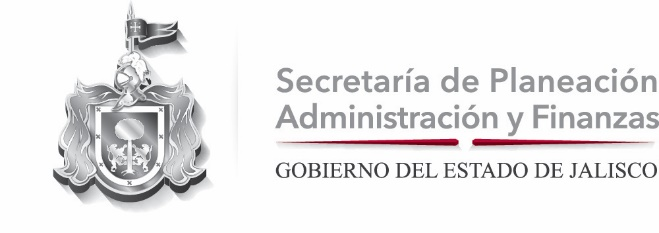 Secretaría de Planeación
Administración y Finanzas
GOBIERNO DEL ESTADO DE JALISCO